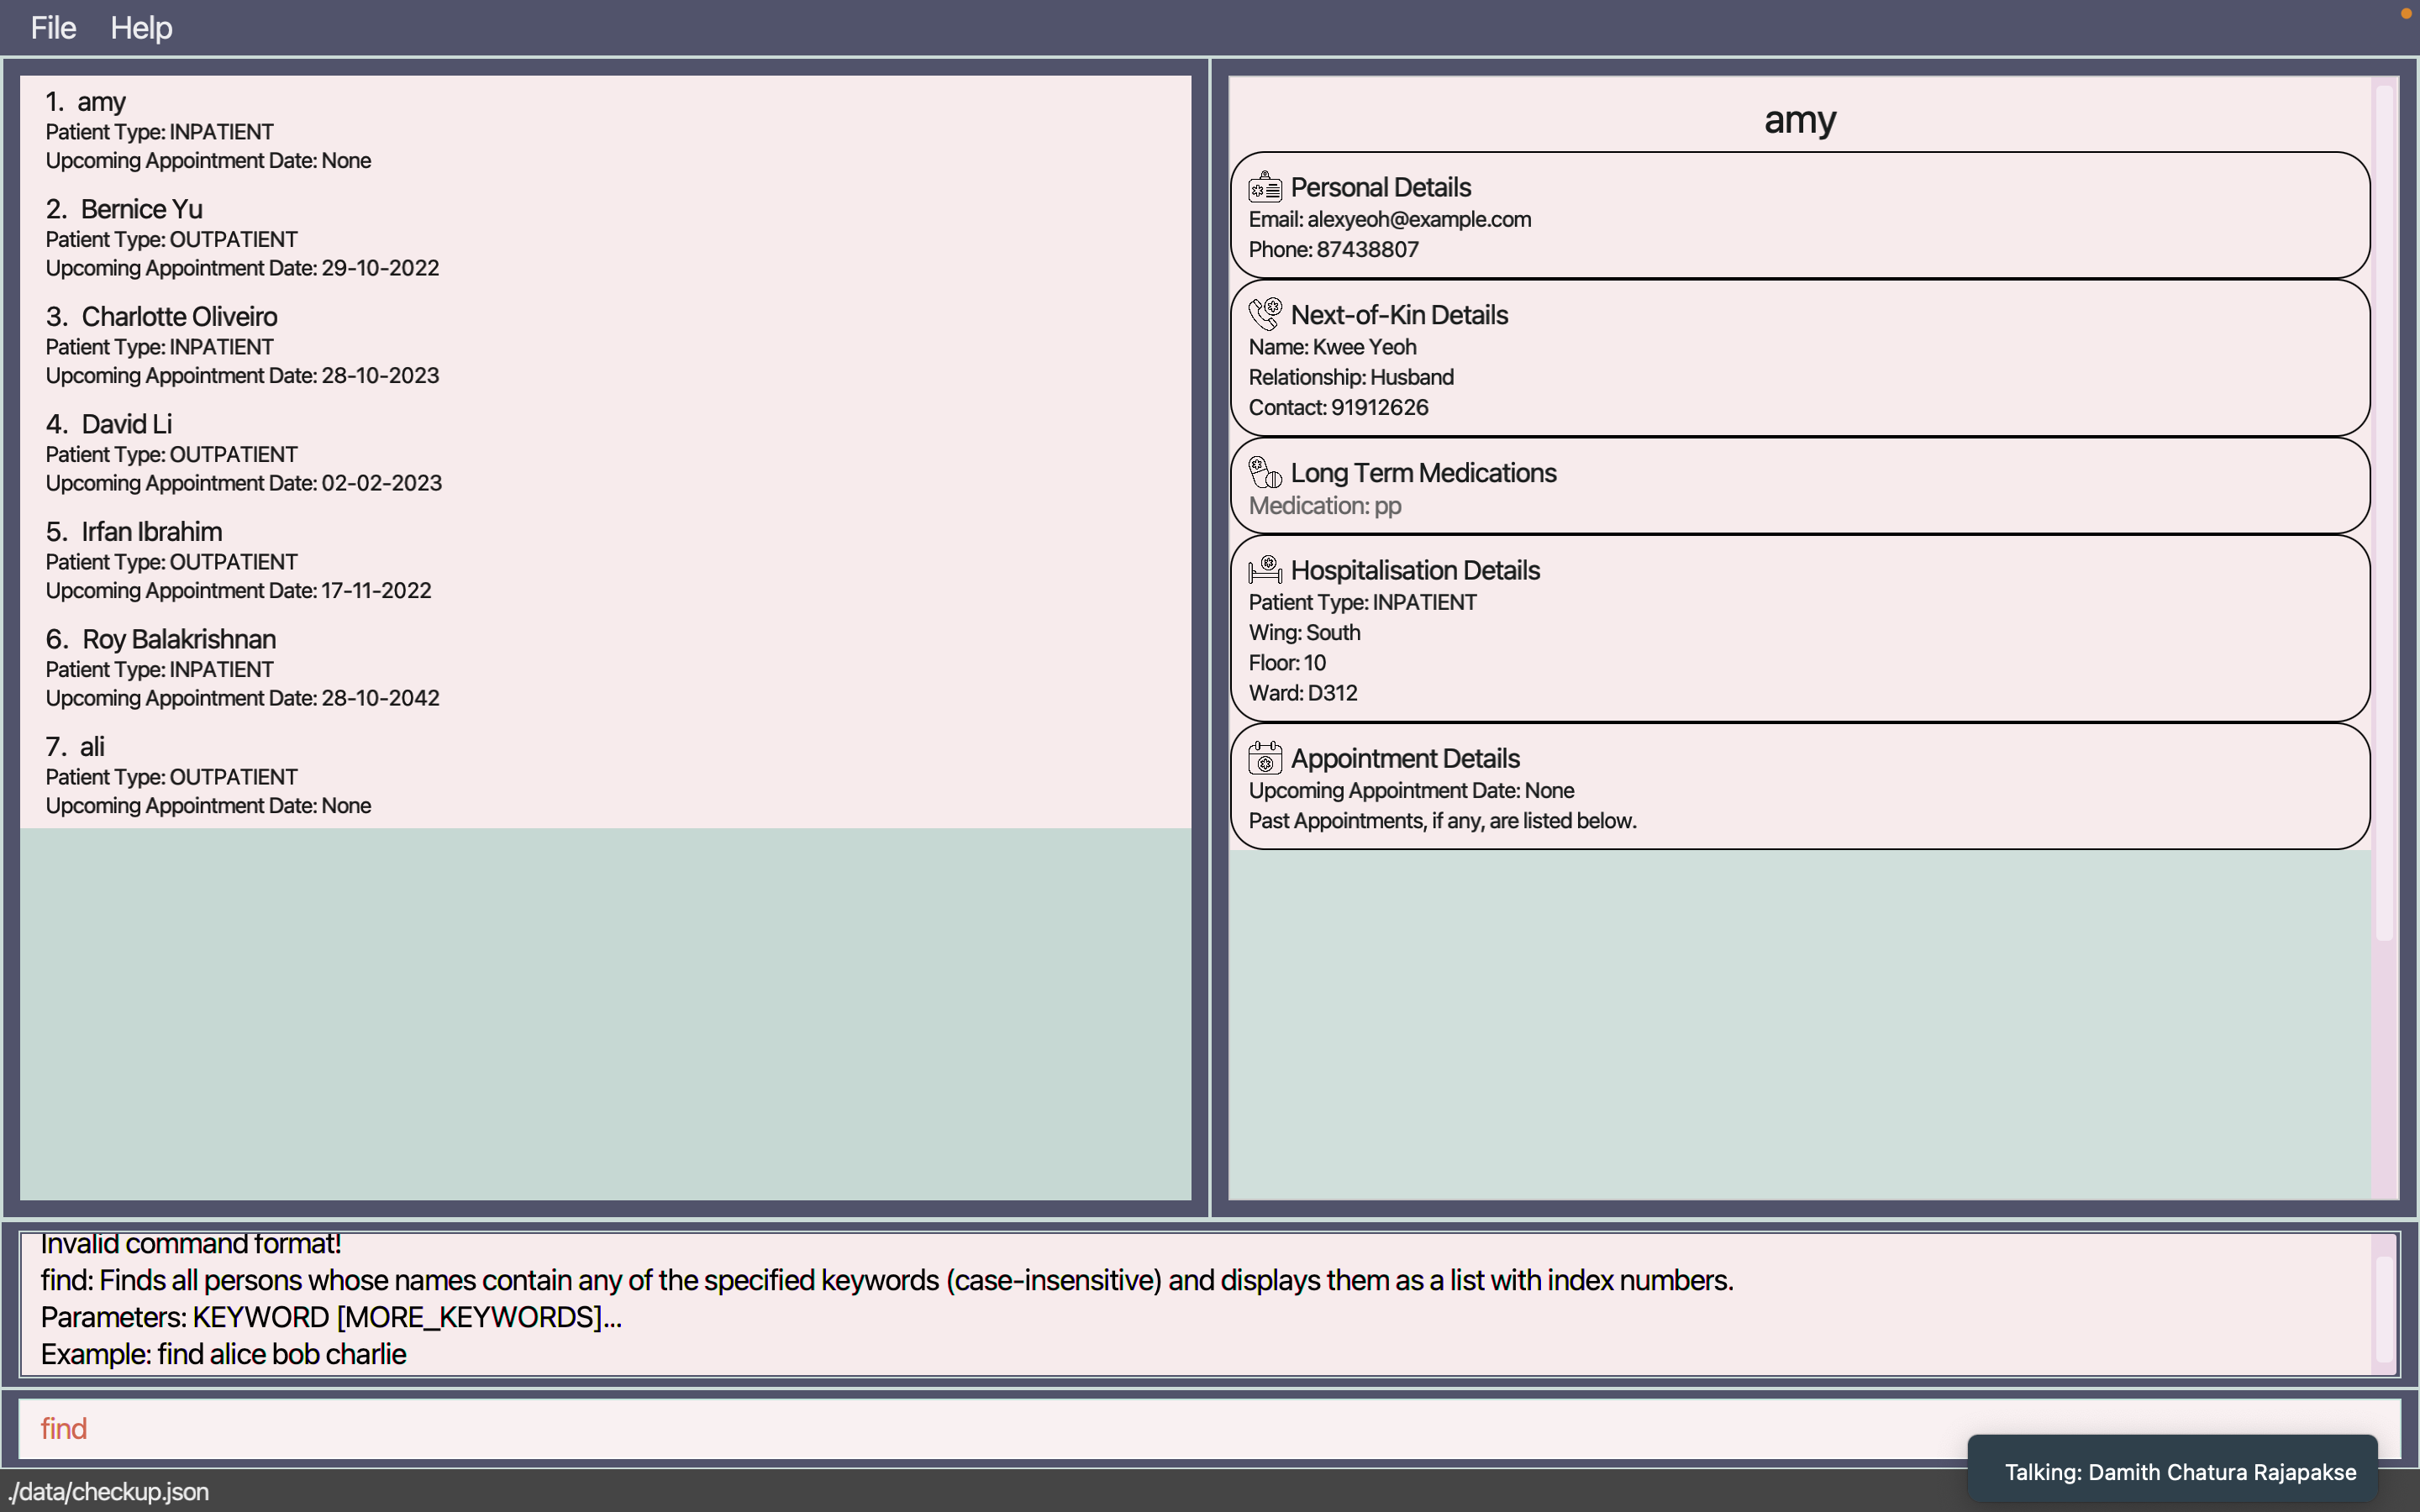 File Help
1. amy
Patient Type: INPATIENT
Upcoming Appointment Date: None
2. Bernice Yu
Patient Type: OUTPATIENT
Upcoming Appointment Date: 29-10-2022
3. Charlotte Oliveiro
Patient Type: INPATIENT
Upcoming Appointment Date: 28-10-2023
4. David Li
Patient Type: OUTPATIENT
Upcoming Appointment Date: 02-02-2023
5. Irfan Ibrahim
Patient Type: OUTPATIENT
Upcoming Appointment Date: 17-11-2022
6. Roy Balakrishnan
Patient Type: INPATIENT
Upcoming Appointment Date: 28-10-2042
7. ali
Patient Type: OUTPATIENT
Upcoming Appointment Date: None
amy
Personal Details
Email: alexyeoh@example.com
Phone: 87438807
Next-of-Kin Details
Name: Kwee Yeoh
Relationship: Husband
Contact: 91912626
Long Term Medications
Medication: pp
Hospitalisation Details
Patient Type: INPATIENT
Wing: South
Floor: 10
Ward: D312
Appointment Details
Upcoming Appointment Date: None
Past Appointments, if any, are listed below.
Invalid command format!
find: Finds all persons whose names contain any of the specified keywords (case-insensitive) and displays them as a list with index numbers.
Parameters: KEYWORD [MORE_KEYWORDS]...
Example: find alice bob charlie
find
Talking: Damith Chatura Rajapakse
./data/checkup.json